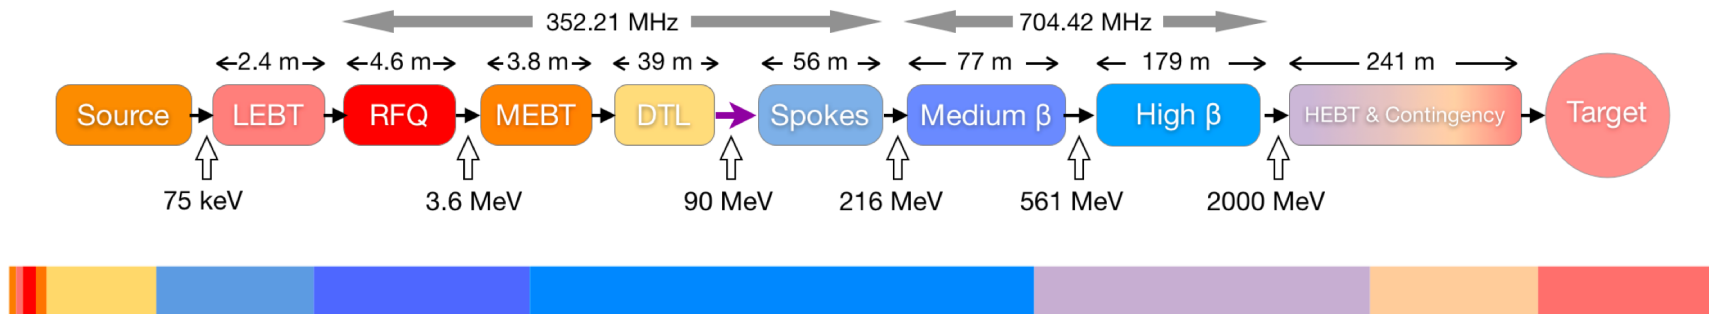 352.21 MHz 704.42 MHz
2.4 m 4.6 m 3.8 m 39 m 56 m 77 m 179 m 241 m
Source LEBT RFQ MEBT DTL Spokes Medium β High β HEBT & Contingency Target
75 keV 3.6 MeV 90 MeV 216 MeV 561 MeV 2000 MeV